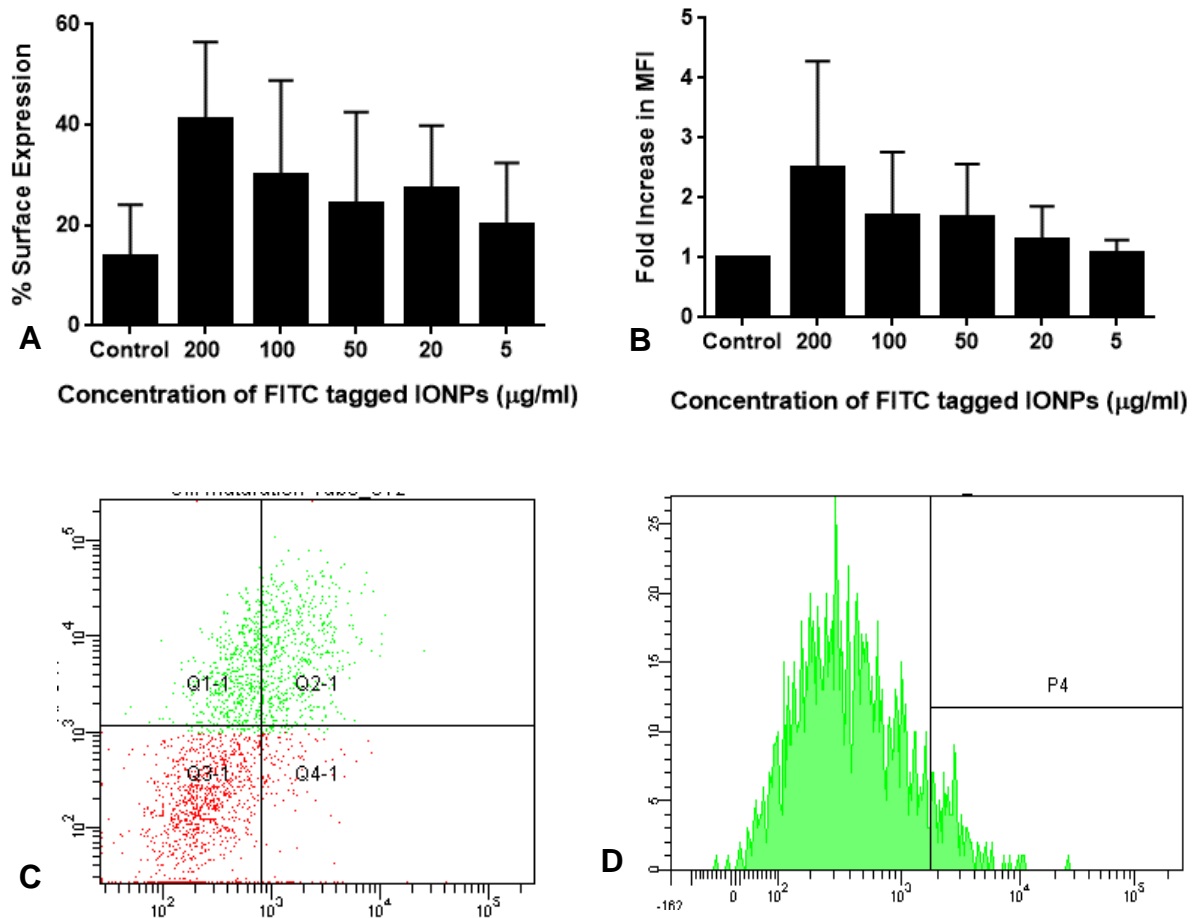 60
40
20
0
% Surface Expression
Control 200 100 50 20 5
Concentration of FITC tagged IONPs (μg/ml)
A
5
4
3
2
1
0
Fold Increase in MFI
Control 200 100 50 20 5
Concentration of FITC tagged IONPs (μg/ml)
B
10^5
10^4
10^3
10^2
Q1-1 Q2-1
Q3-1 Q4-1
10^2 10^3 10^4 10^5
C
25
20
15
10
5
0
P4
-162 0 10^2 10^3 10^4 10^5
D